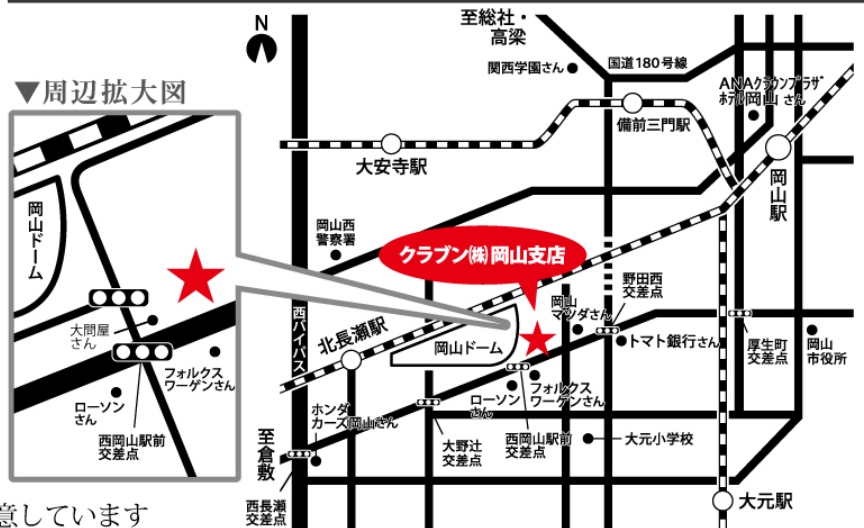 N
至総社・
高梁
国道180号線
関西学園さん
ANAクラウンプラザ
ホテル岡山 さん
▼周辺拡大図
備前三門駅
大安寺駅
岡山駅
岡山ドーム
岡山西
警察署
クラブン㈱岡山支店
野田西
交差点
岡山
マツダさん
西バイパス
北長瀬駅
岡山ドーム
トマト銀行さん
厚生町
交差点
岡山
市役所
大問屋
さん
フォルクス
ワーゲンさん
ローソン
さん
西岡山駅前
交差点
フォルクス
ワーゲンさん
ローソン
さん
ホンダ
カーズ岡山さん
至倉敷
大野辻
交差点
西岡山駅前
交差点
大元小学校
西長瀬
交差点
大元駅
意しています